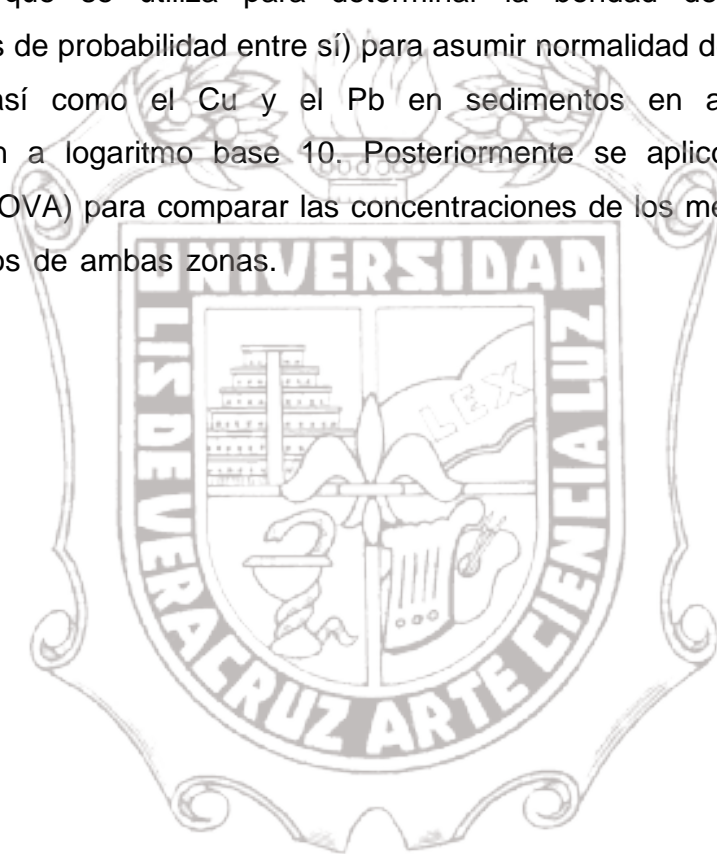 que se utiliza para determinar la bondad de
s de probabilidad entre sí) para asumir normalidad d
así como el Cu y el Pb en sedimentos en a
n a logaritmo base 10. Posteriormente se aplico
OVA) para comparar las concentraciones de los me
os de ambas zonas.
UNIVERSIDAD
LIS DE VERACRUZ ARTE CIENCIA LUZ
LEX